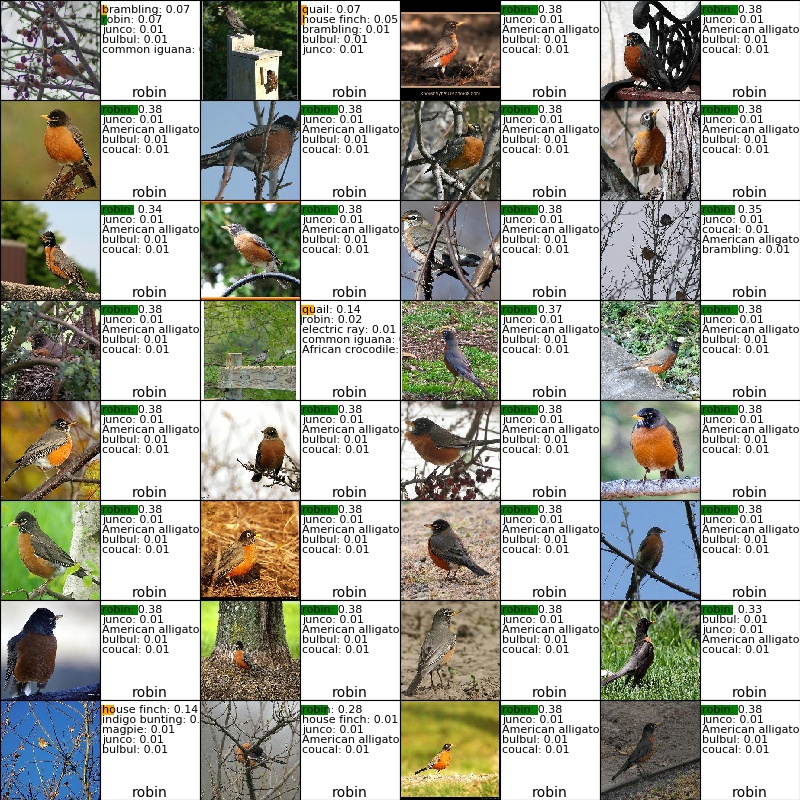 brambling: 0.07
robin: 0.07
junco: 0.01
bulbul: 0.01
common iguana:
robin
quail: 0.07
house finch: 0.05
brambling: 0.01
bulbul: 0.01
junco: 0.01
robin
robin: 0.38
junco: 0.01
American alligato
bulbul: 0.01
coucal: 0.01
robin
robin: 0.38
junco: 0.01
American alligato
bulbul: 0.01
coucal: 0.01
robin
robin: 0.38
junco: 0.01
American alligato
bulbul: 0.01
coucal: 0.01
robin
robin: 0.38
junco: 0.01
American alligato
bulbul: 0.01
coucal: 0.01
robin
robin: 0.38
junco: 0.01
American alligato
bulbul: 0.01
coucal: 0.01
robin
robin: 0.38
junco: 0.01
American alligato
bulbul: 0.01
coucal: 0.01
robin
robin: 0.34
junco: 0.01
American alligato
bulbul: 0.01
coucal: 0.01
robin
robin: 0.38
junco: 0.01
American alligato
bulbul: 0.01
coucal: 0.01
robin
robin: 0.38
junco: 0.01
American alligato
bulbul: 0.01
coucal: 0.01
robin
robin: 0.35
junco: 0.01
coucal: 0.01
American alligato
brambling: 0.01
robin
robin: 0.38
junco: 0.01
American alligato
bulbul: 0.01
coucal: 0.01
robin
quail: 0.14
robin: 0.02
electric ray: 0.01
common iguana:
African crocodile:
robin
robin: 0.37
junco: 0.01
American alligato
bulbul: 0.01
coucal: 0.01
robin
robin: 0.38
junco: 0.01
American alligato
bulbul: 0.01
coucal: 0.01
robin
robin: 0.38
junco: 0.01
American alligato
bulbul: 0.01
coucal: 0.01
robin
robin: 0.38
junco: 0.01
American alligato
bulbul: 0.01
coucal: 0.01
robin
robin: 0.38
junco: 0.01
American alligato
bulbul: 0.01
coucal: 0.01
robin
robin: 0.38
junco: 0.01
American alligato
bulbul: 0.01
coucal: 0.01
robin
robin: 0.38
junco: 0.01
American alligato
bulbul: 0.01
coucal: 0.01
robin
robin: 0.38
junco: 0.01
American alligato
bulbul: 0.01
coucal: 0.01
robin
robin: 0.38
junco: 0.01
American alligato
bulbul: 0.01
coucal: 0.01
robin
robin: 0.38
junco: 0.01
American alligato
bulbul: 0.01
coucal: 0.01
robin
robin: 0.38
junco: 0.01
American alligato
bulbul: 0.01
coucal: 0.01
robin
robin: 0.38
junco: 0.01
American alligato
bulbul: 0.01
coucal: 0.01
robin
robin: 0.38
junco: 0.01
American alligato
bulbul: 0.01
coucal: 0.01
robin
robin: 0.33
bulbul: 0.01
junco: 0.01
American alligato
coucal: 0.01
robin
house finch: 0.14
indigo bunting: 0.
magpie: 0.01
junco: 0.01
bulbul: 0.01
robin
robin: 0.28
house finch: 0.01
junco: 0.01
American alligato
coucal: 0.01
robin
robin: 0.38
junco: 0.01
American alligato
bulbul: 0.01
coucal: 0.01
robin
robin: 0.38
junco: 0.01
American alligato
bulbul: 0.01
coucal: 0.01
robin